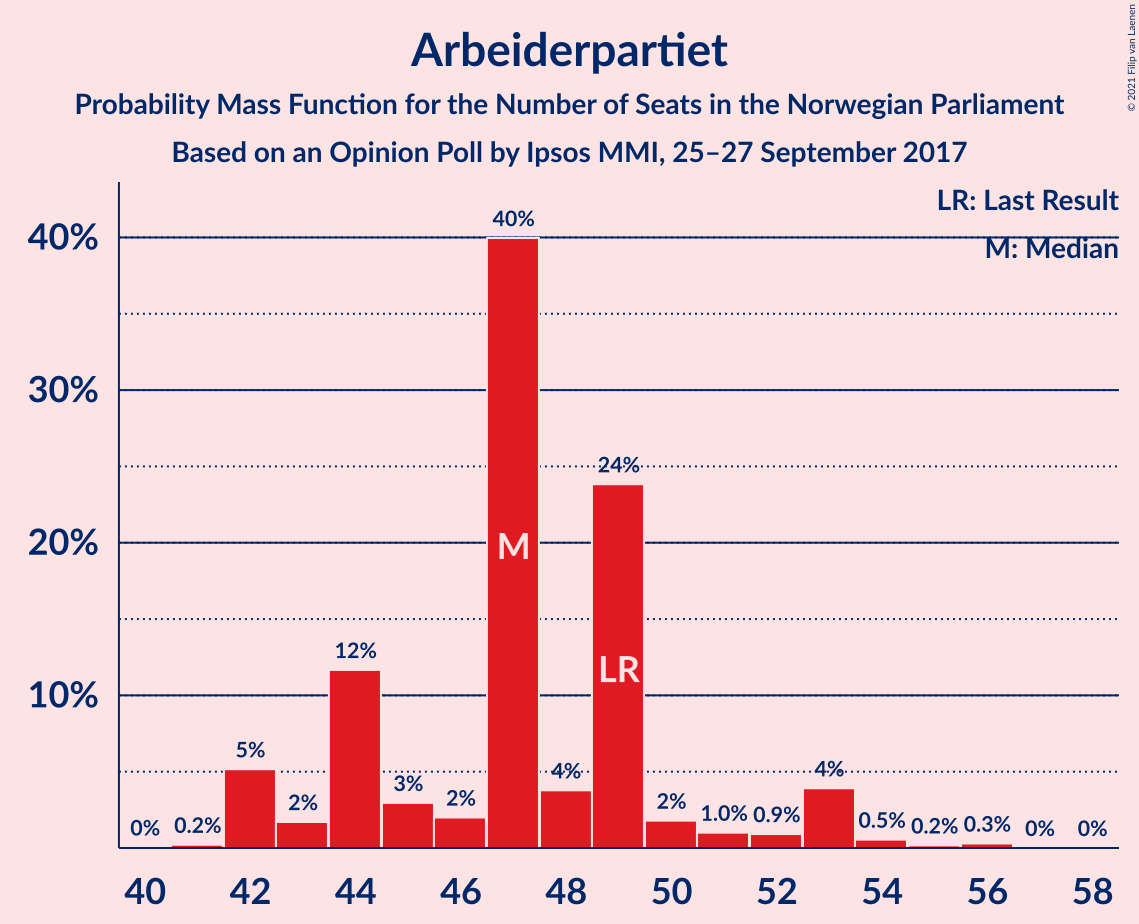 Arbeiderpartiet
Probability Mass Function for the Number of Seats in the Norwegian Parliament
Based on an Opinion Poll by Ipsos MMI, 25–27 September 2017
© 2021 Filip van Laenen
LR: Last Result
M: Median
40%
30%
20%
10%
0%
0.2%
5%
2%
12%
3%
2%
40%
4%
24%
2%
1.0%
0.9%
4%
0.5%
0.2%
0.3%
0%
0%
M
LR
40 42 44 46 48 50 52 54 56 58